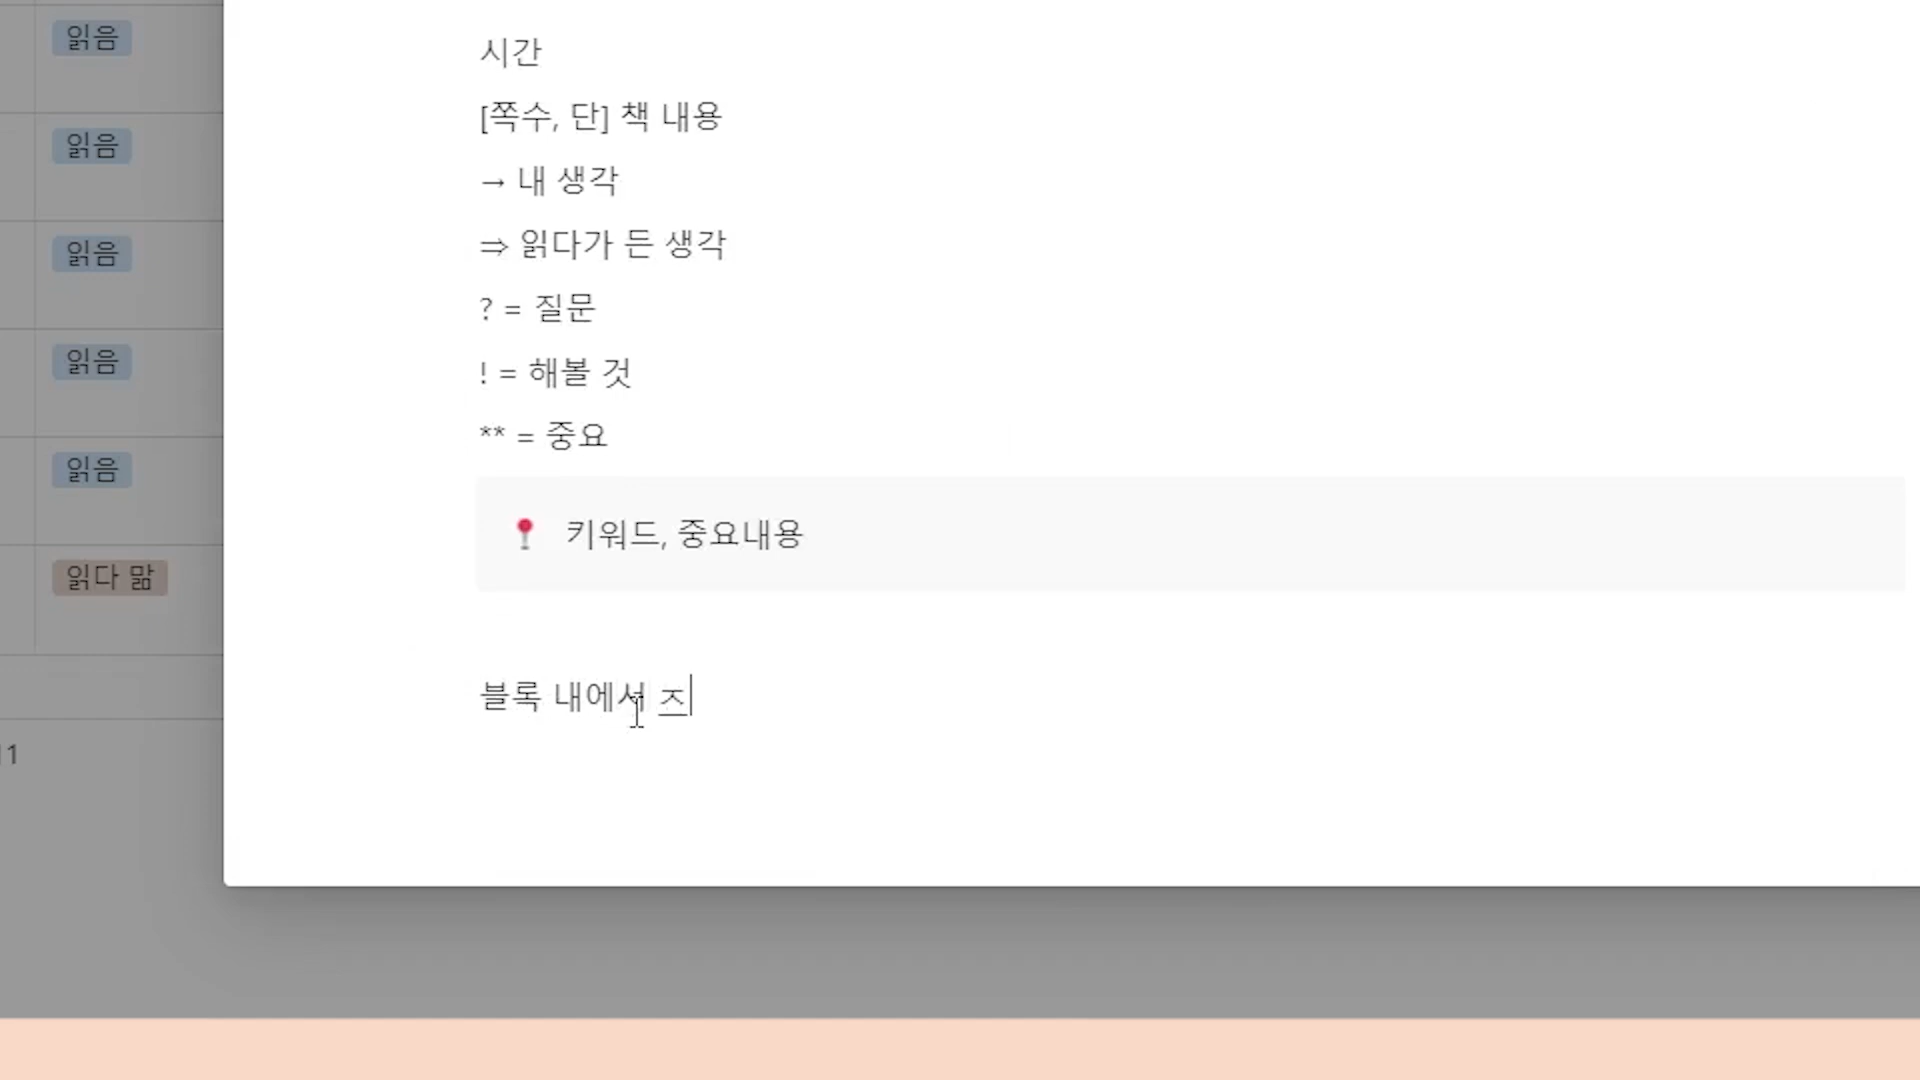 읽음
읽음
읽음
읽음
읽음
읽다 맒
11
시간
[쪽수, 단] 책 내용
→ 내 생각
⇒ 읽다가 든 생각
? = 질문
! = 해볼 것
** = 중요
📍 키워드, 중요내용
블록 내에서 즈